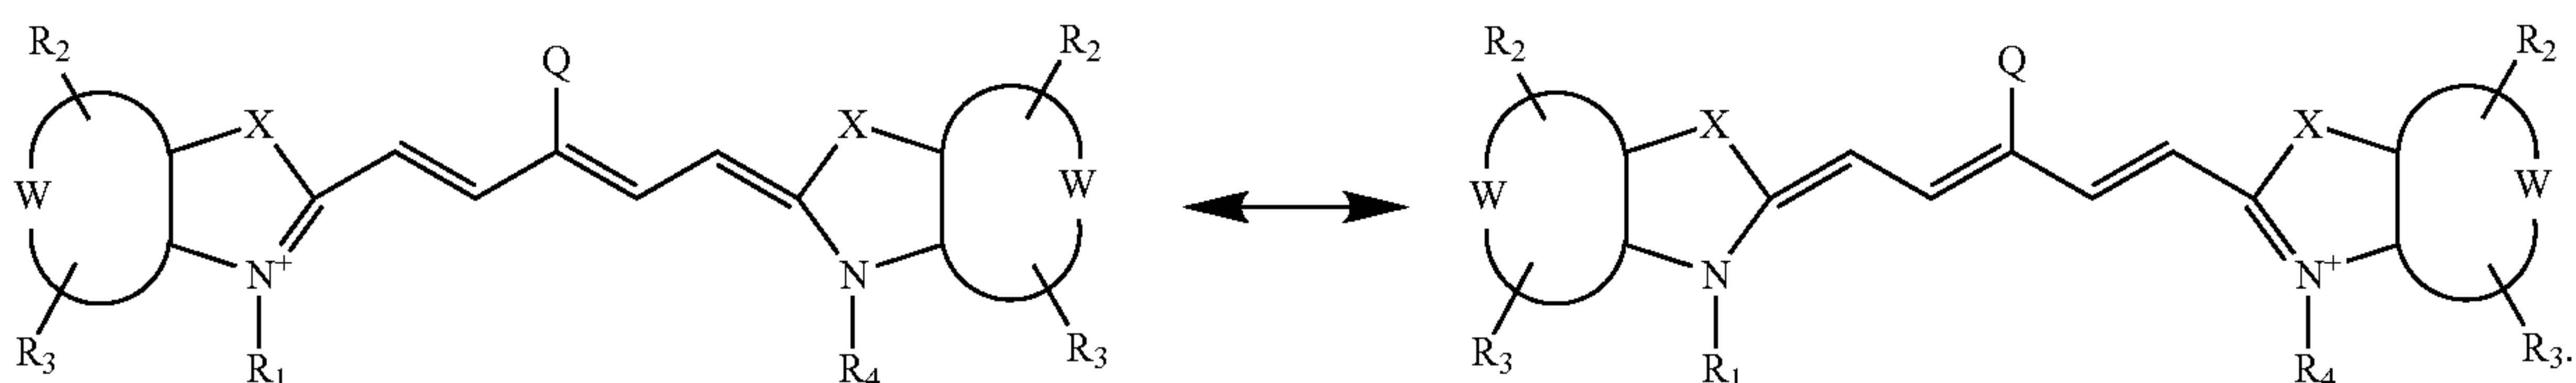 R2 Q R2 R2 Q R2
X X X X
W W W W
N+ N N N+
R3 R1 R4 R3 R3 R1 R4 R3.